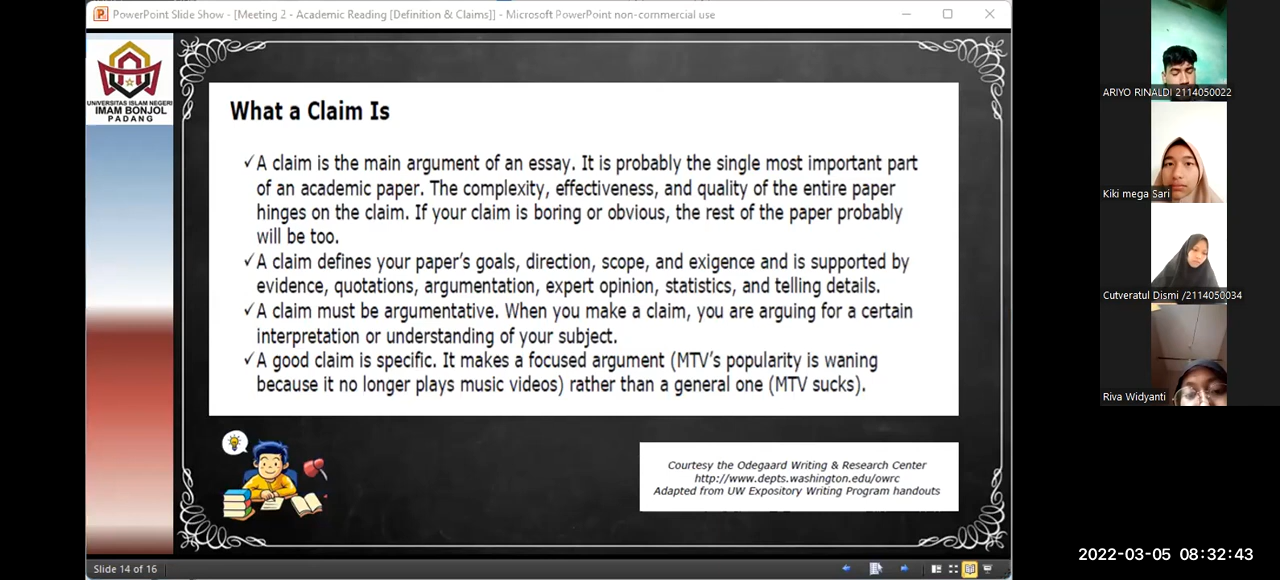 PowerPoint Slide Show - [Meeting 2 - Academic Reading [Definition & Claims]] - Microsoft PowerPoint non-commercial use
UNIVERSITAS ISLAM NEGERI
IMAM BONJOL
PADANG
What a Claim Is
✓A claim is the main argument of an essay. It is probably the single most important part
of an academic paper. The complexity, effectiveness, and quality of the entire paper
hinges on the claim. If your claim is boring or obvious, the rest of the paper probably
will be too.
✓A claim defines your paper's goals, direction, scope, and exigence and is supported by
evidence, quotations, argumentation, expert opinion, statistics, and telling details.
✓A claim must be argumentative. When you make a claim, you are arguing for a certain
interpretation or understanding of your subject.
✓A good claim is specific. It makes a focused argument (MTV's popularity is waning
because it no longer plays music videos) rather than a general one (MTV sucks).
Courtesy the Odegaard Writing & Research Center
http://www.depts.washington.edu/owrc
Adapted from UW Expository Writing Program handouts
Slide 14 of 16
ARIYO RINALDI 2114050022
Kiki mega Sari
Cutveratul Dismi /2114050034
Riva Widyanti
2022-03-05 08:32:43